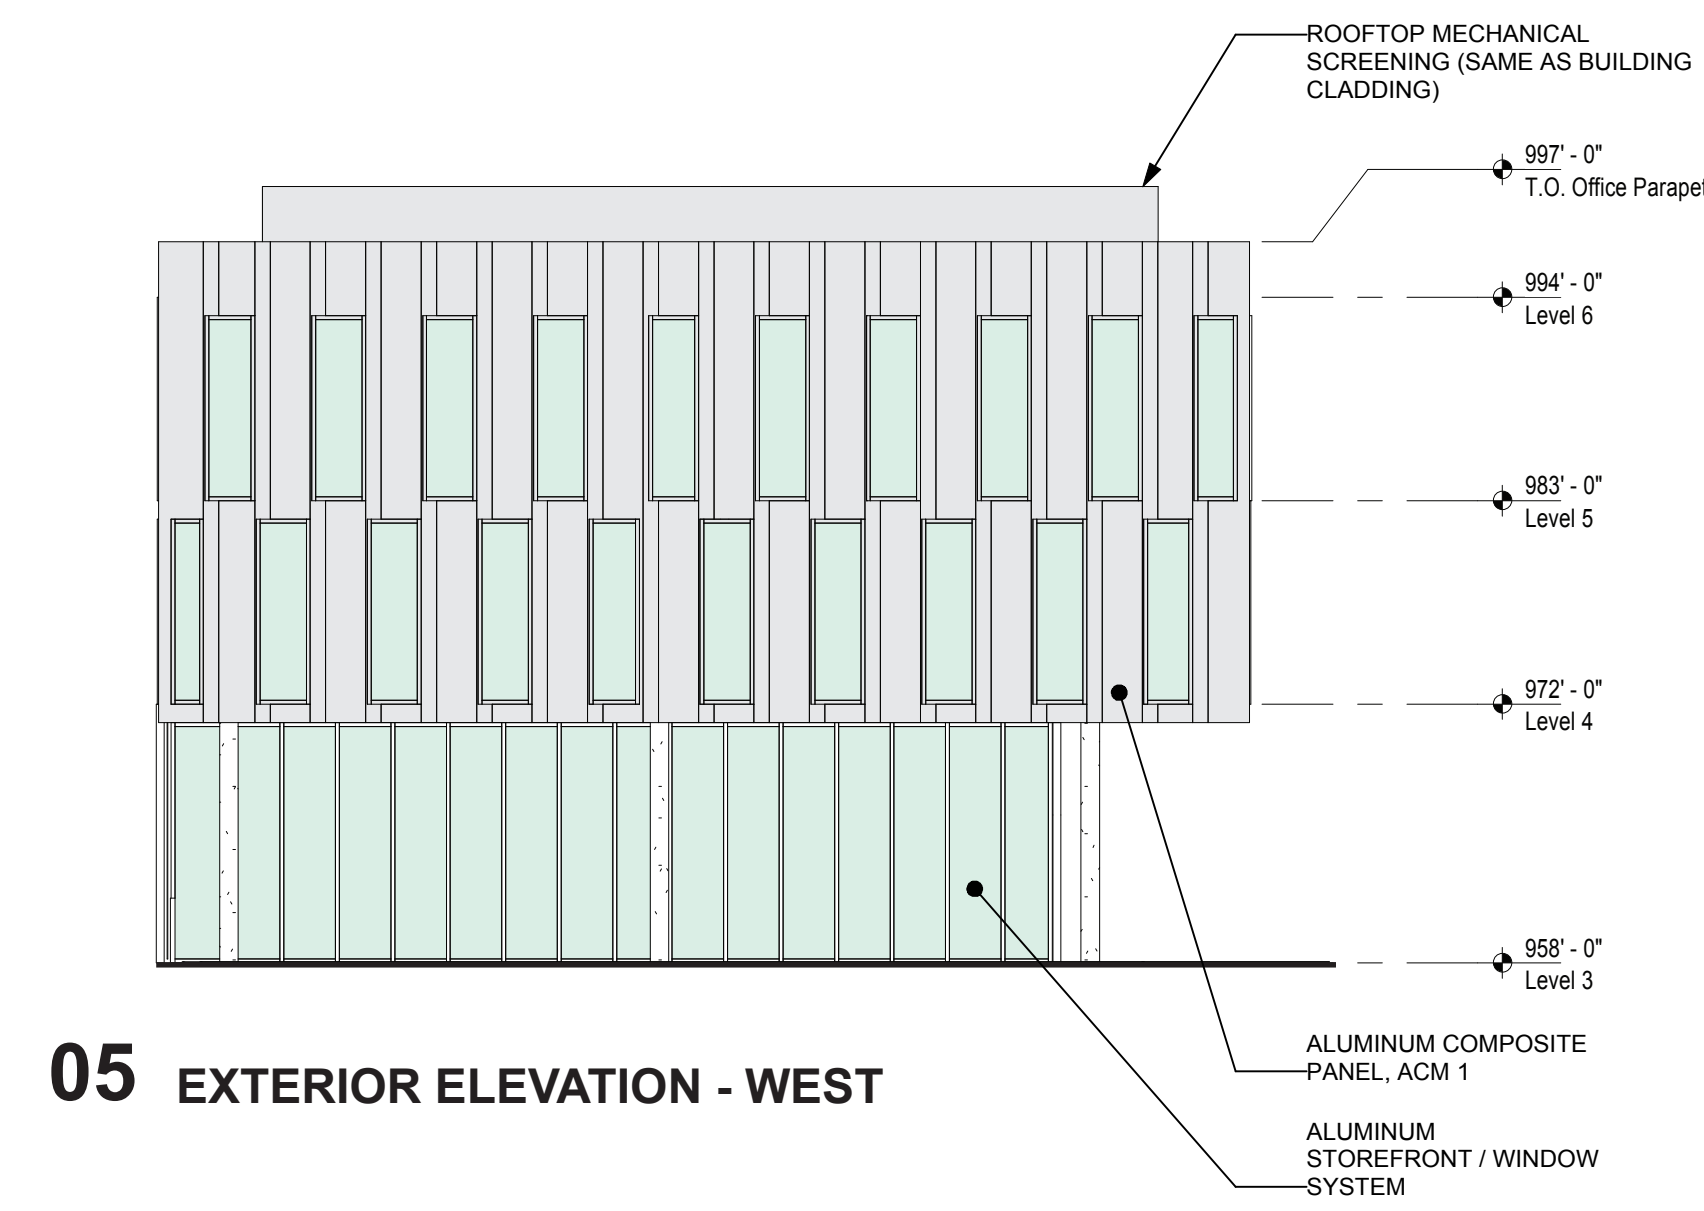 ROOFTOP MECHANICAL
SCREENING (SAME AS BUILDING
CLADDING)
997' - 0"
T.O. Office Parapet
994' - 0"
Level 6
983' - 0"
Level 5
972' - 0"
Level 4
958' - 0"
Level 3
ALUMINUM COMPOSITE
PANEL, ACM 1
ALUMINUM
STOREFRONT / WINDOW
SYSTEM
05 EXTERIOR ELEVATION - WEST